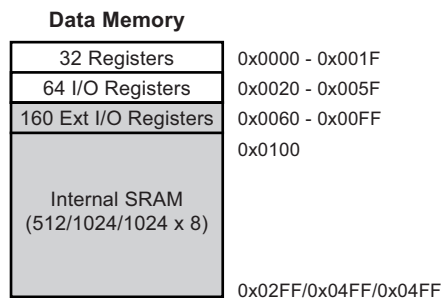 Data Memory
32 Registers 0x0000 - 0x001F
64 I/O Registers 0x0020 - 0x005F
160 Ext I/O Registers 0x0060 - 0x00FF
0x0100
Internal SRAM
(512/1024/1024 x 8)
0x02FF/0x04FF/0x04FF